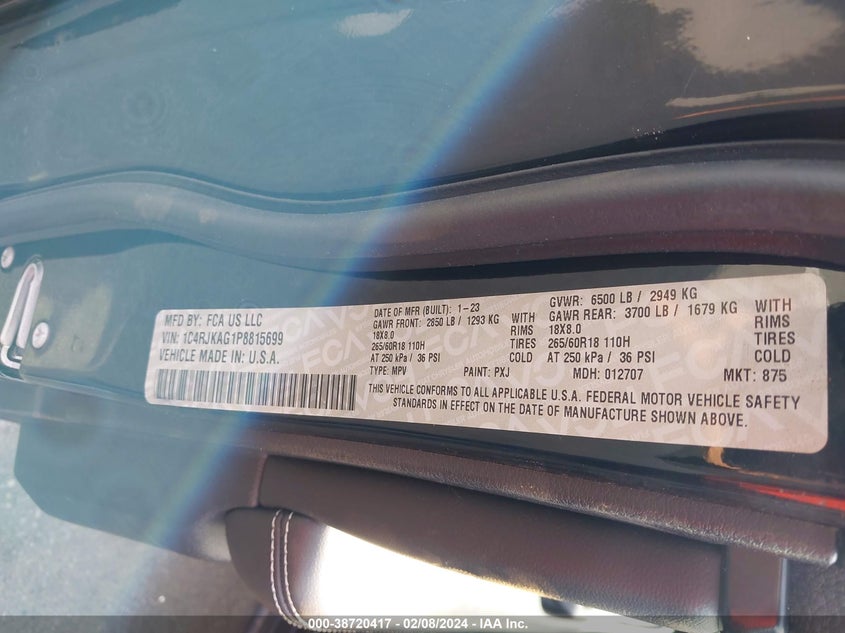 MFD BY: FCA US LLC
VIN: 1C4RJKAG1P8815699
VEHICLE MADE IN U.S.A.
DATE OF MFR (BUILT): 1-23
GAWR FRONT: 2850 LB / 1293 KG WITH
18X8.0 RIMS
265/60R18 110H TIRES
AT 250 kPa / 36 PSI COLD
TYPE: MPV PAINT: PXJ
GVWR: 6500 LB / 2949 KG
GAWR REAR: 3700 LB / 1679 KG WITH
18X8.0 RIMS
265/60R18 110H TIRES
AT 250 kPa / 36 PSI COLD
MDH: 012707 MKT: 875
THIS VEHICLE CONFORMS TO ALL APPLICABLE U.S.A. FEDERAL MOTOR VEHICLE SAFETY
STANDARDS IN EFFECT ON THE DATE OF MANUFACTURE SHOWN ABOVE.
000-38720417 - 02/08/2024 - IAA Inc.